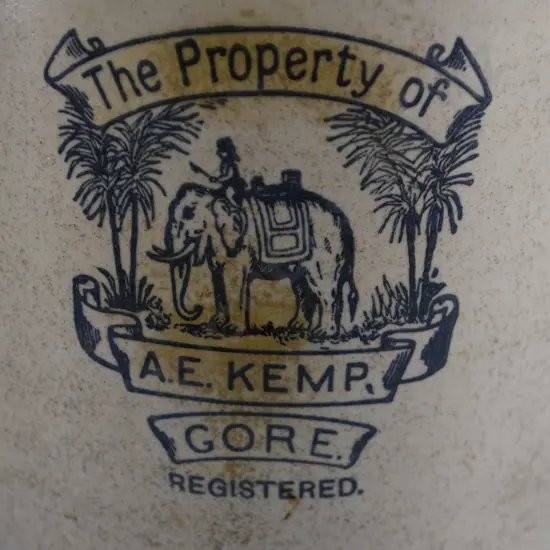 The Property of
A.E. KEMP.
GORE.
REGISTERED.